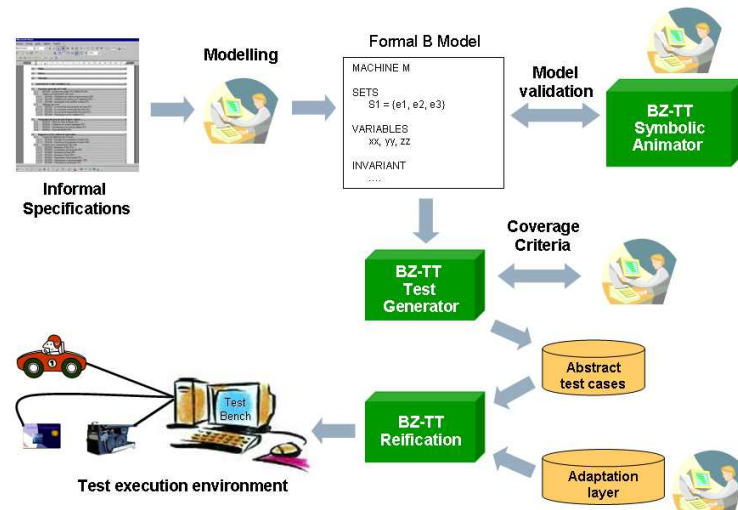 Modelling
Formal B Model
MACHINE M
SETS
S1 = {e1, e2, e3}
VARIABLES
xx, yy, zz
INVARIANT
....
Model
validation
BZ-TT
Symbolic
Animator
Informal
Specifications
Coverage
Criteria
BZ-TT
Test
Generator
Abstract
test cases
1
Test
Bench
BZ-TT
Reification
Adaptation
layer
Test execution environment